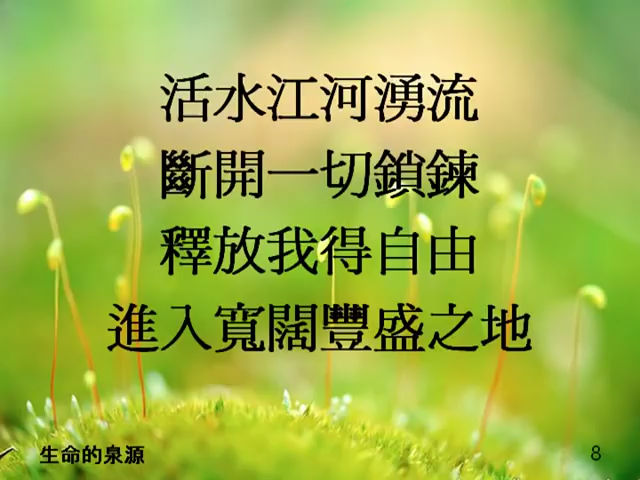 活水江河湧流
斷開一切鎖鍊
釋放我得自由
進入寬闊豐盛之地
生命的泉源
8